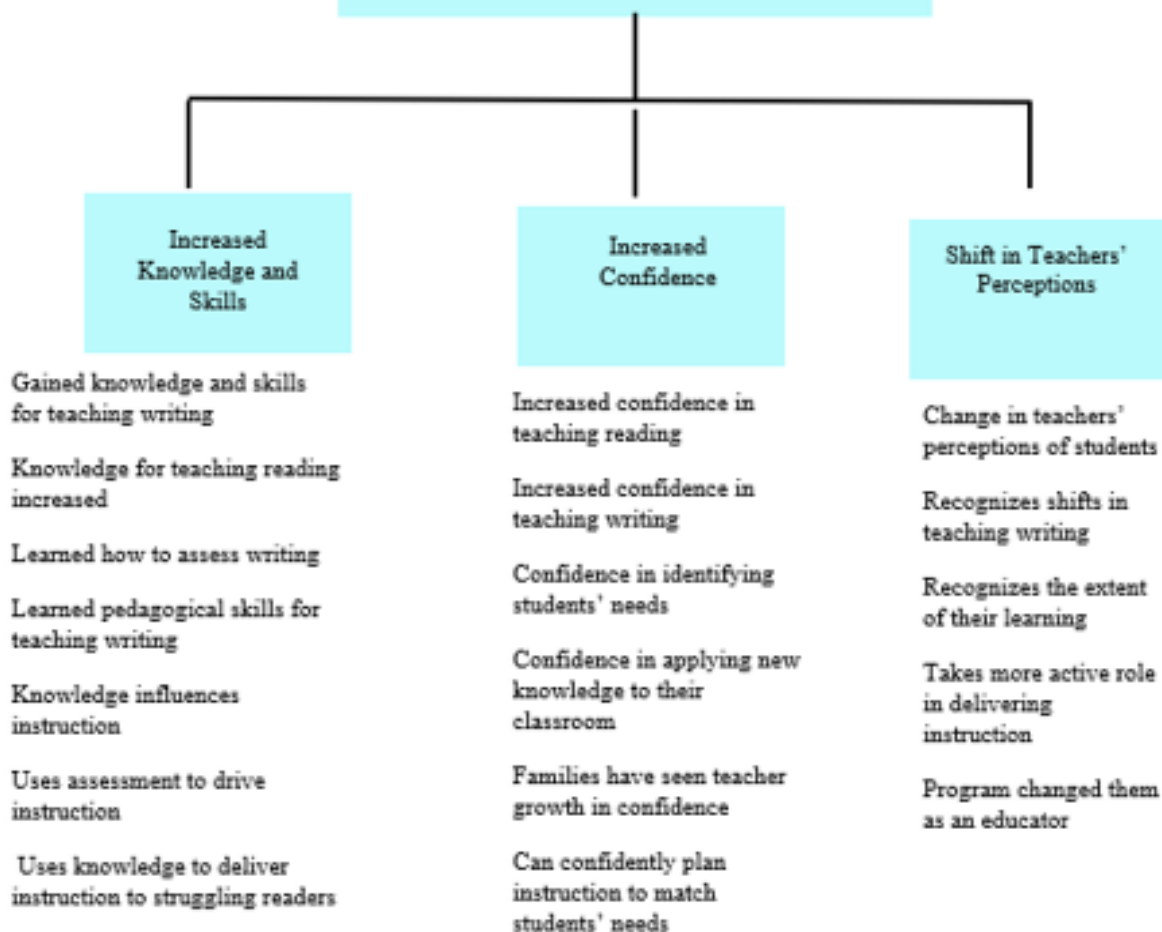 Increased
Knowledge and
Skills
Gained knowledge and skills
for teaching writing
Knowledge for teaching reading
increased
Learned how to assess writing
Learned pedagogical skills for
teaching writing
Knowledge influences
instruction
Uses assessment to drive
instruction
Uses knowledge to deliver
instruction to struggling readers
Increased
Confidence
Increased confidence in
teaching reading
Increased confidence in
teaching writing
Confidence in identifying
students' needs
Confidence in applying new
knowledge to their
classroom
Families have seen teacher
growth in confidence
Can confidently plan
instruction to match
students' needs
Shift in Teachers'
Perceptions
Change in teachers'
perceptions of students
Recognizes shifts in
teaching writing
Recognizes the extent
of their learning
Takes more active role
in delivering
instruction
Program changed them
as an educator